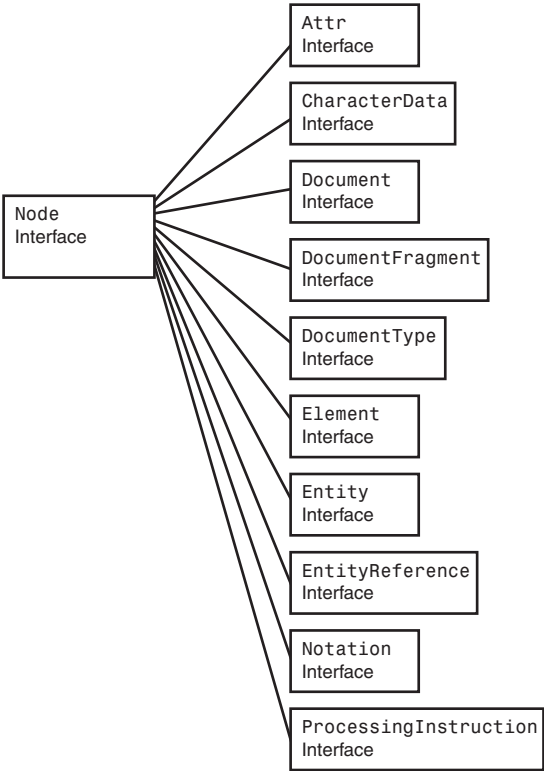 Attr
Interface
CharacterData
Interface
Document
Interface
Node
Interface
DocumentFragment
Interface
DocumentType
Interface
Element
Interface
Entity
Interface
EntityReference
Interface
Notation
Interface
ProcessingInstruction
Interface